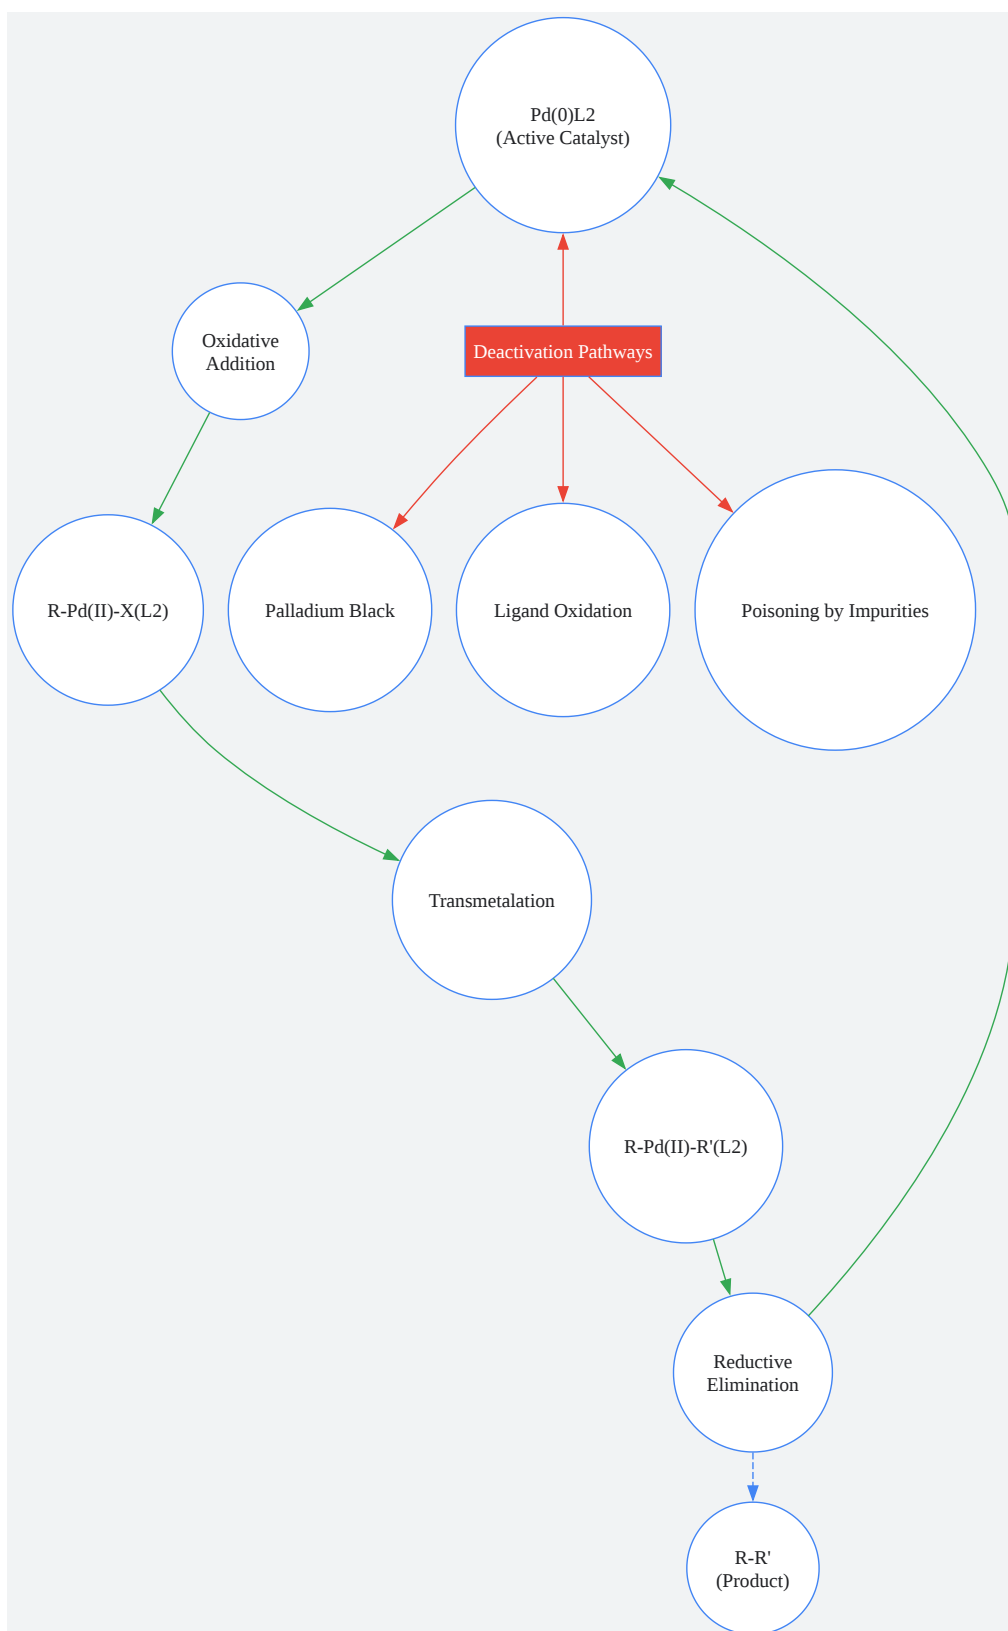 Pd(0)L2
(Active Catalyst)
Oxidative
Addition
Deactivation Pathways
R-Pd(II)-X(L2)
Palladium Black
Ligand Oxidation
Poisoning by Impurities
Transmetalation
R-Pd(II)-R'(L2)
Reductive
Elimination
R-R'
(Product)